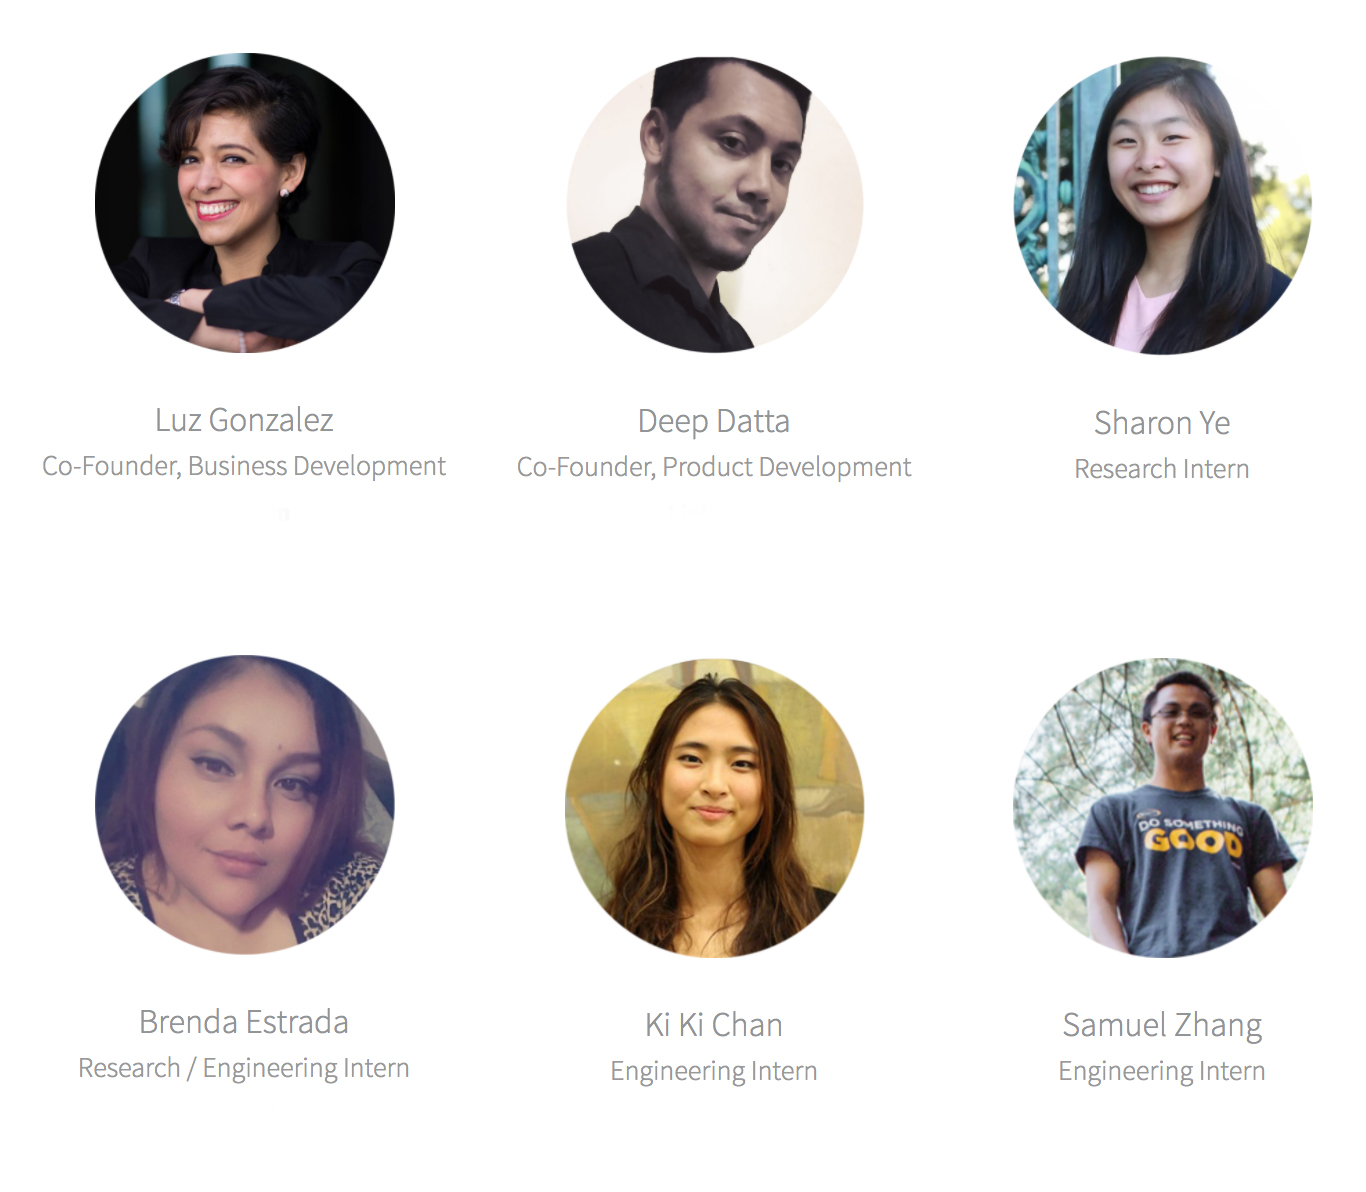 Luz Gonzalez
Co-Founder, Business Development
Deep Datta
Co-Founder, Product Development
Sharon Ye
Research Intern
DO SOMETHING
GOOD
Brenda Estrada
Research / Engineering Intern
Ki Ki Chan
Engineering Intern
Samuel Zhang
Engineering Intern